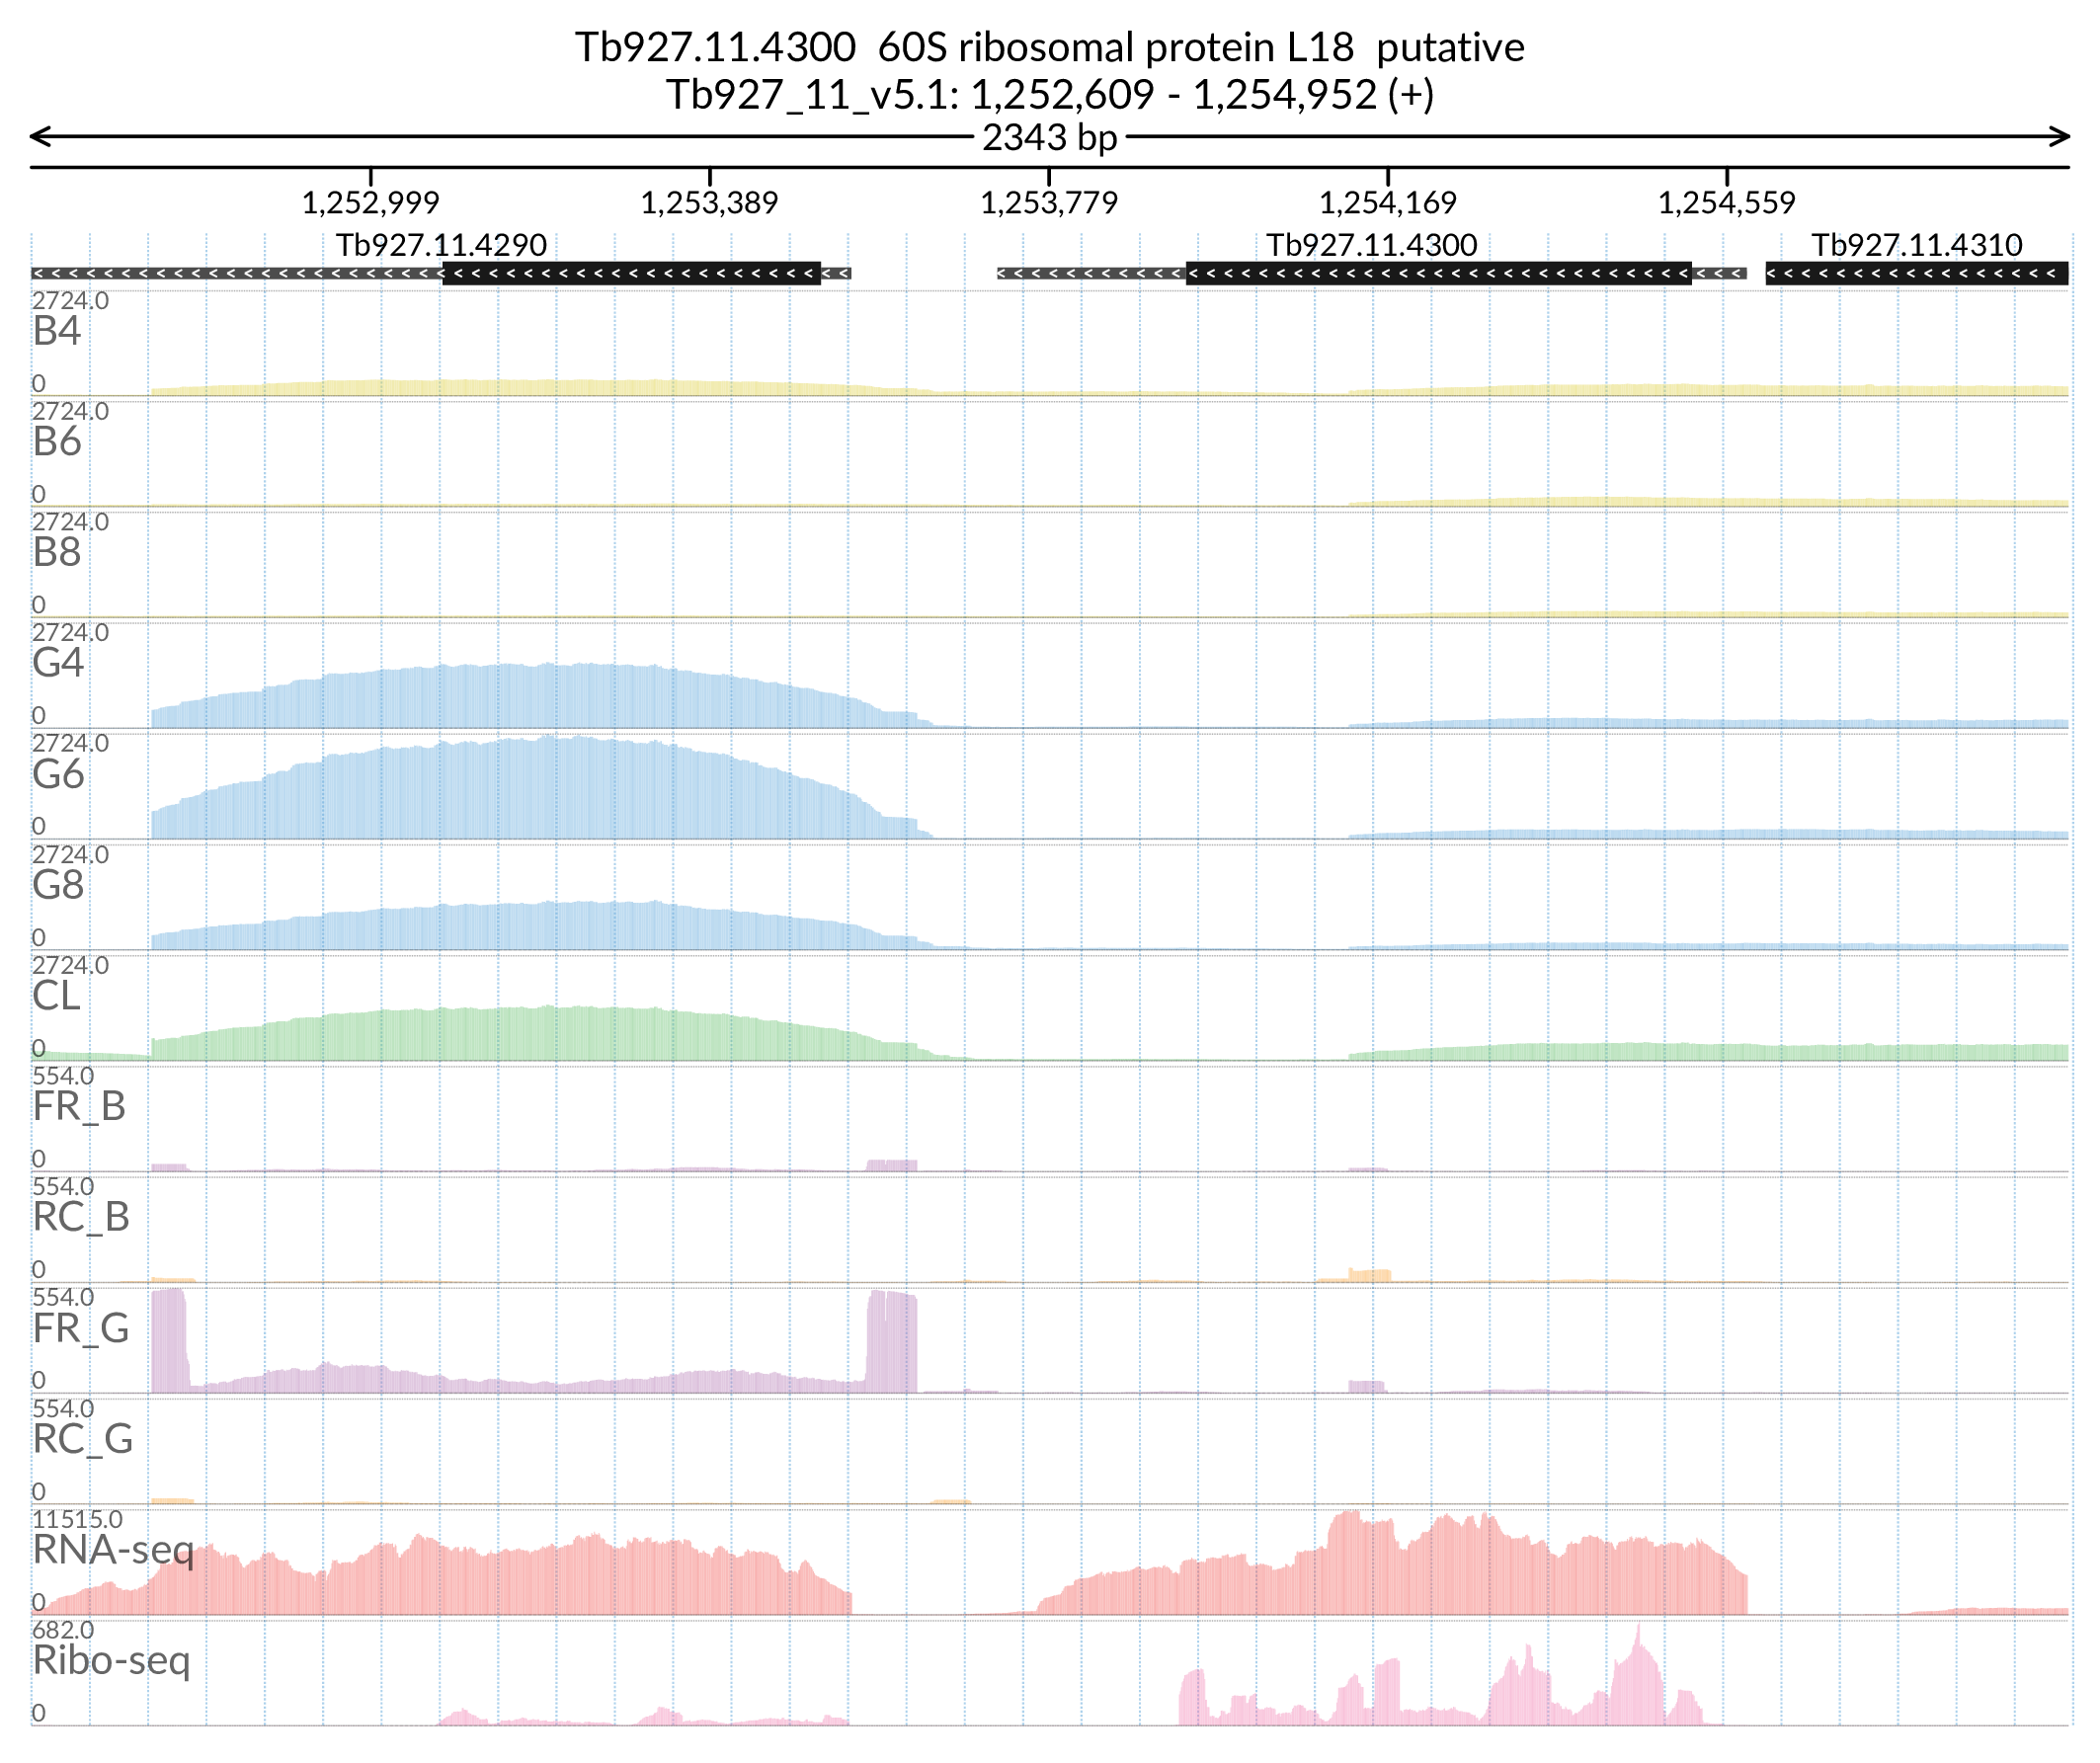 Tb927.11.4300  60S ribosomal protein L18  putative
Tb927_11_v5.1: 1,252,609 - 1,254,952 (+)
2343 bp
1,252,999 1,253,389 1,253,779 1,254,169 1,254,559
Tb927.11.4290 Tb927.11.4300 Tb927.11.4310
2724.0
B4
0
2724.0
B6
0
2724.0
B8
0
2724.0
G4
0
2724.0
G6
0
2724.0
G8
0
2724.0
CL
0
554.0
FR_B
0
554.0
RC_B
0
554.0
FR_G
0
554.0
RC_G
0
11515.0
RNA-seq
0
682.0
Ribo-seq
0